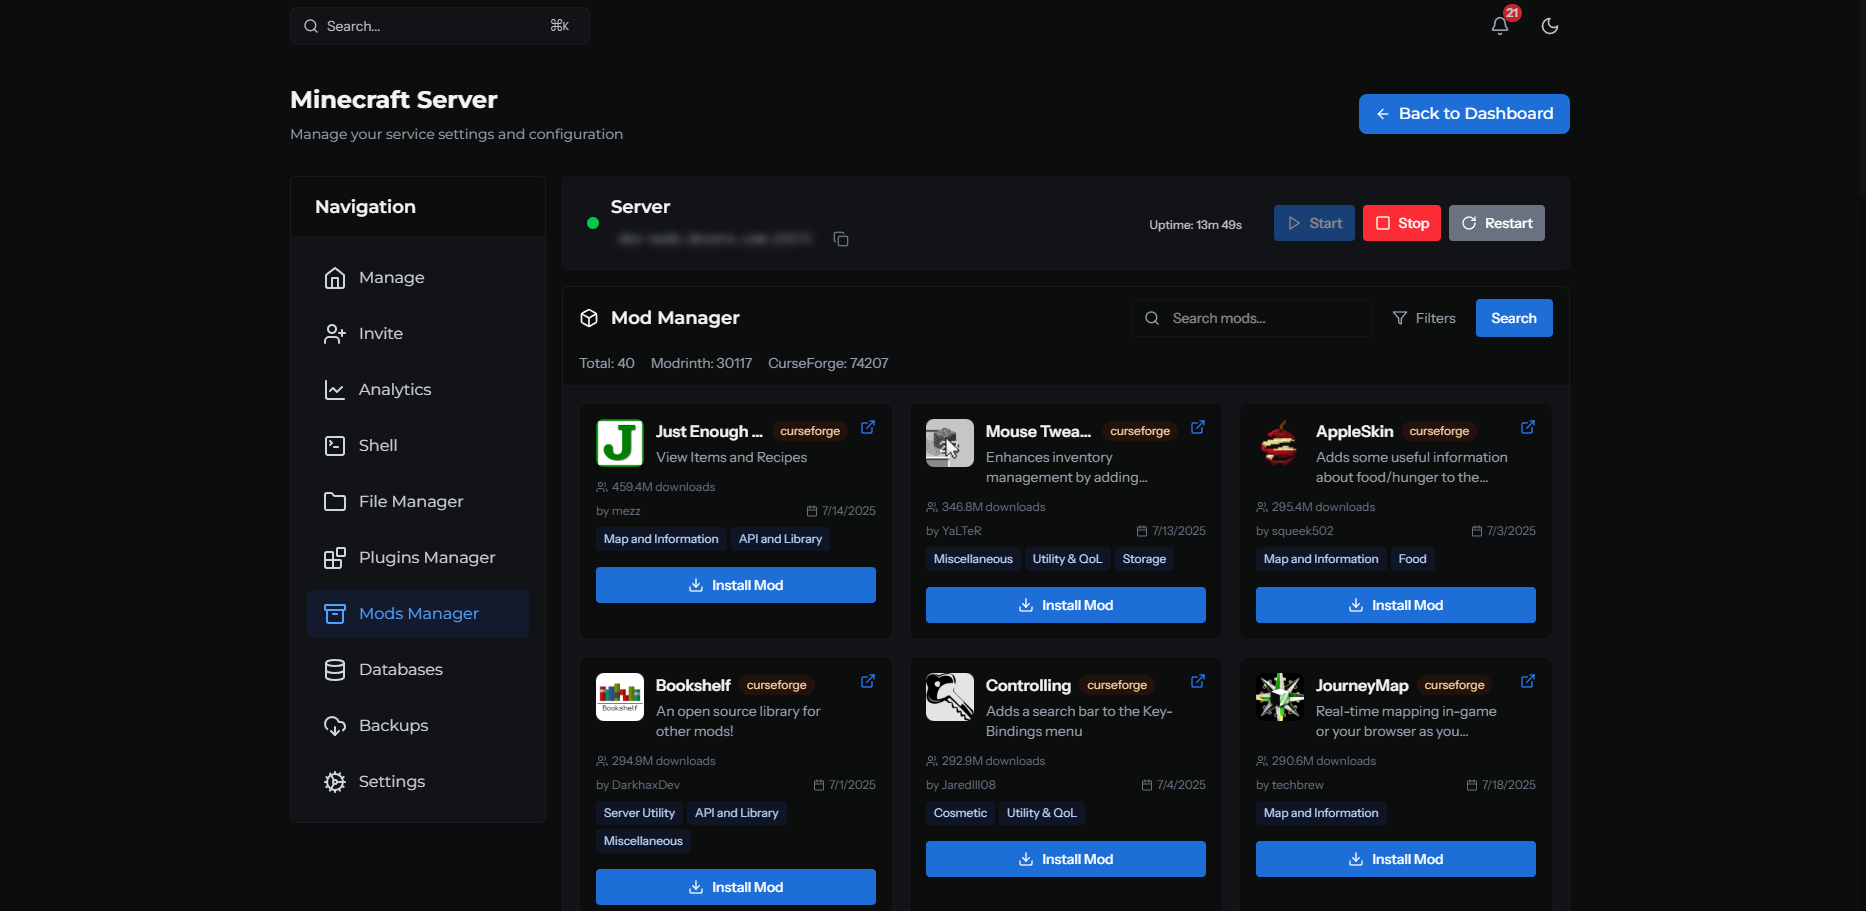 Search... ⌘K
21
Minecraft Server
Manage your service settings and configuration
← Back to Dashboard
Navigation
Manage
Invite
Analytics
Shell
File Manager
Plugins Manager
Mods Manager
Databases
Backups
Settings
Server
Uptime: 13m 49s
Start
Stop
Restart
Mod Manager
Search mods...
Filters
Search
Total: 40 Modrinth: 30117 CurseForge: 74207
J
Just Enough ... curseforge
View Items and Recipes
459.4M downloads
by mezz 7/14/2025
Map and Information API and Library
Install Mod
Mouse Twea... curseforge
Enhances inventory
management by adding...
346.8M downloads
by YaLTeR 7/13/2025
Miscellaneous Utility & QoL Storage
Install Mod
AppleSkin curseforge
Adds some useful information
about food/hunger to the...
295.4M downloads
by squeek502 7/3/2025
Map and Information Food
Install Mod
Bookshelf
Bookshelf curseforge
An open source library for
other mods!
294.9M downloads
by DarkhaxDev 7/1/2025
Server Utility API and Library
Miscellaneous
Install Mod
Controlling curseforge
Adds a search bar to the Key-
Bindings menu
292.9M downloads
by Jaredlll08 7/4/2025
Cosmetic Utility & QoL
Install Mod
JourneyMap curseforge
Real-time mapping in-game
or your browser as you...
290.6M downloads
by techbrew 7/18/2025
Map and Information
Install Mod